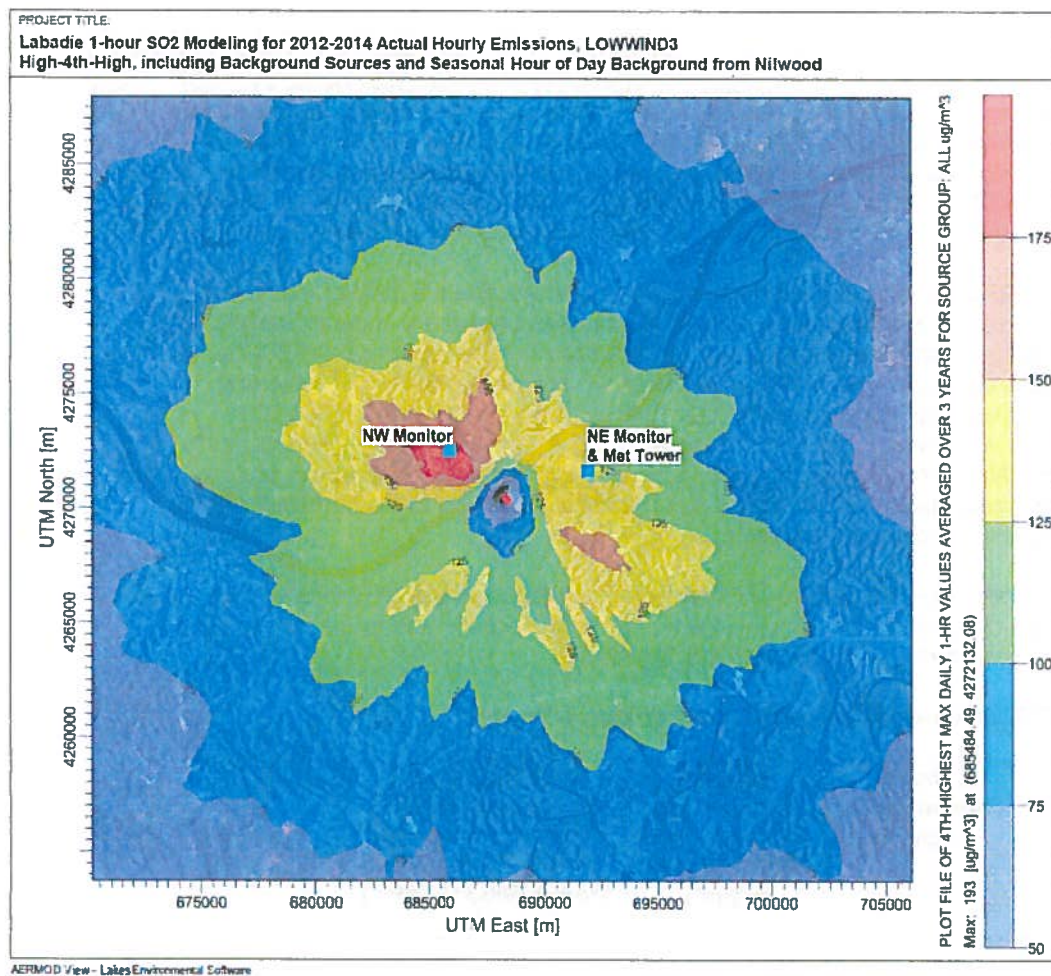 PROJECT TITLE:
Labadie 1-hour SO2 Modeling for 2012-2014 Actual Hourly Emissions, LOWWIND3
High-4th-High, including Background Sources and Seasonal Hour of Day Background from Nilwood
UTM North [m]
4285000
4280000
4275000
4270000
4265000
4260000
NW Monitor
NE Monitor
& Met Tower
125
125
125
675000
680000
685000
690000
695000
700000
705000
UTM East [m]
PLOT FILE OF 4TH-HIGHEST MAX DAILY 1-HR VALUES AVERAGED OVER 3 YEARS FOR SOURCE GROUP: ALL ug/m^3
Max: 193 [ug/m^3] at (685484.49, 4272132.08)
175
150
125
100
75
50
AERMOD View - Lakes Environmental Software